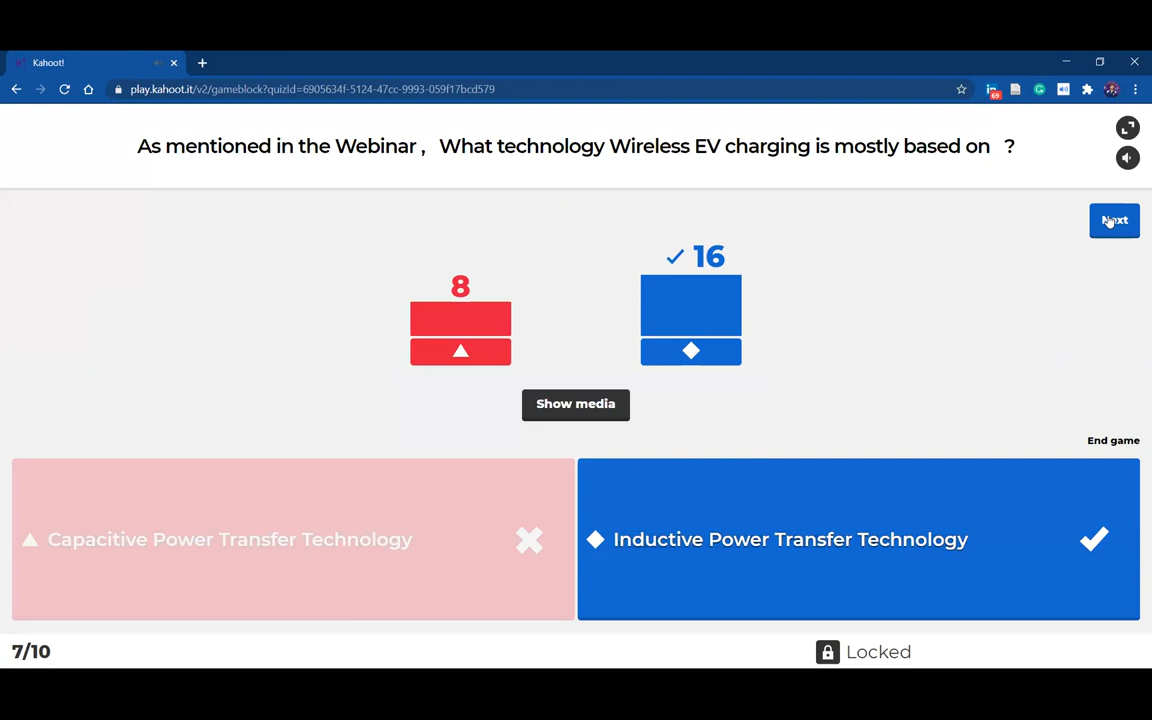 Kahoot!
play.kahoot.it/v2/gameblock?quizId=6905634f-5124-47cc-9993-059f17bcd579
69
As mentioned in the Webinar , What technology Wireless EV charging is mostly based on ?
Next
8
16
Show media
End game
Capacitive Power Transfer Technology
Inductive Power Transfer Technology
7/10
Locked